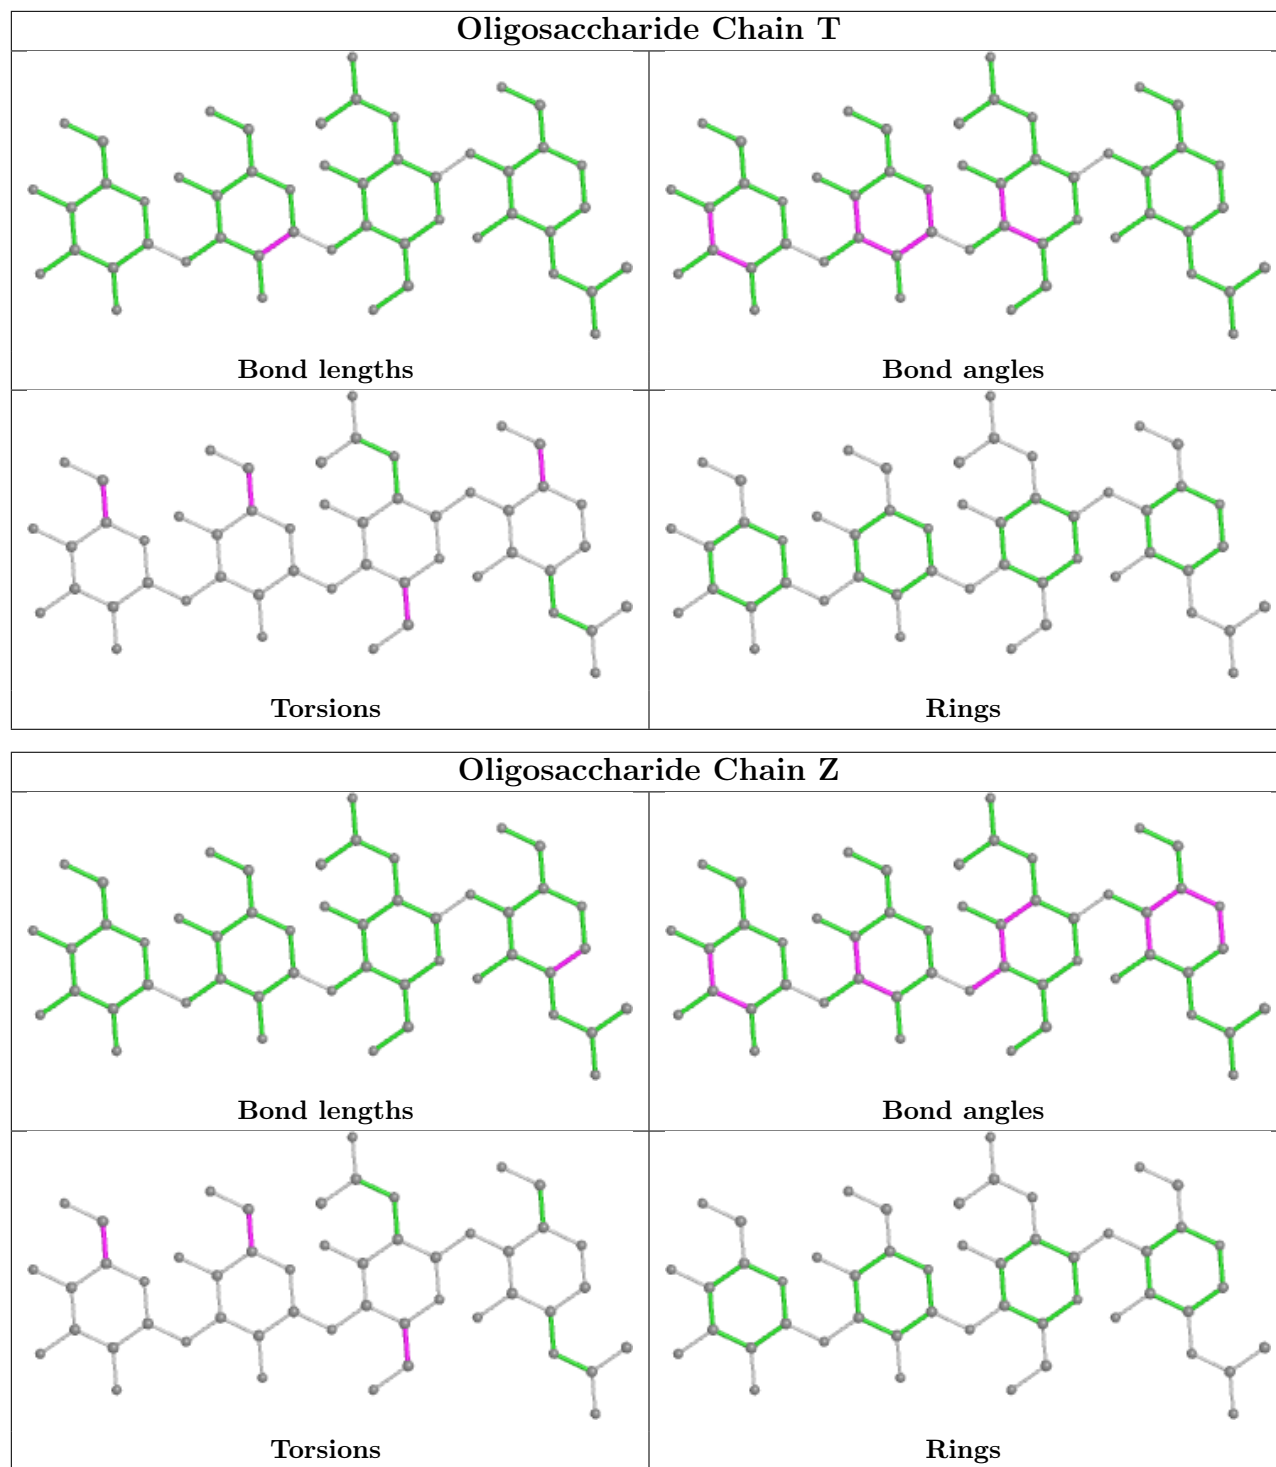 Oligosaccharide Chain T
Bond lengths
Bond angles
Torsions
Rings
Oligosaccharide Chain Z
Bond lengths
Bond angles
Torsions
Rings